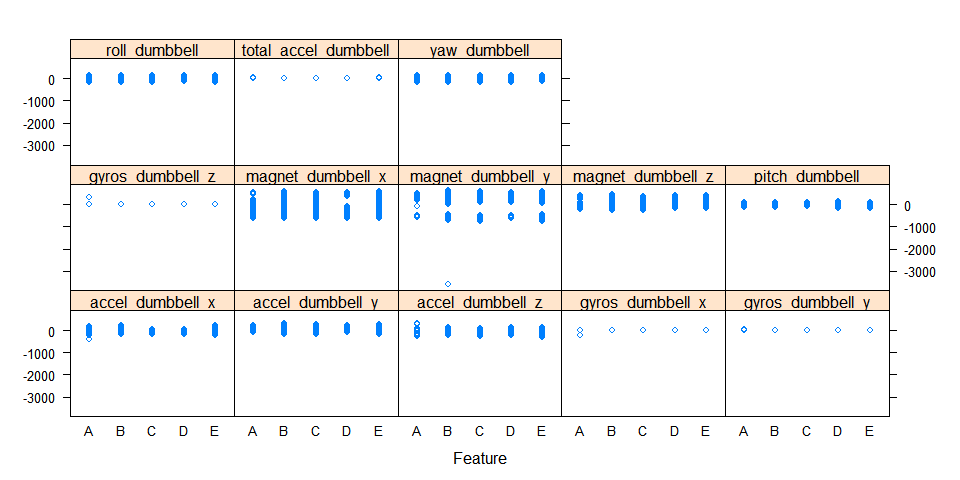 roll_dumbbell total_accel_dumbbell yaw_dumbbell
0
-1000
-2000
-3000
gyros_dumbbell_z magnet_dumbbell_x magnet_dumbbell_y magnet_dumbbell_z pitch_dumbbell
0
-1000
-2000
-3000
accel_dumbbell_x accel_dumbbell_y accel_dumbbell_z gyros_dumbbell_x gyros_dumbbell_y
0
-1000
-2000
-3000
A B C D E A B C D E A B C D E A B C D E A B C D E
Feature